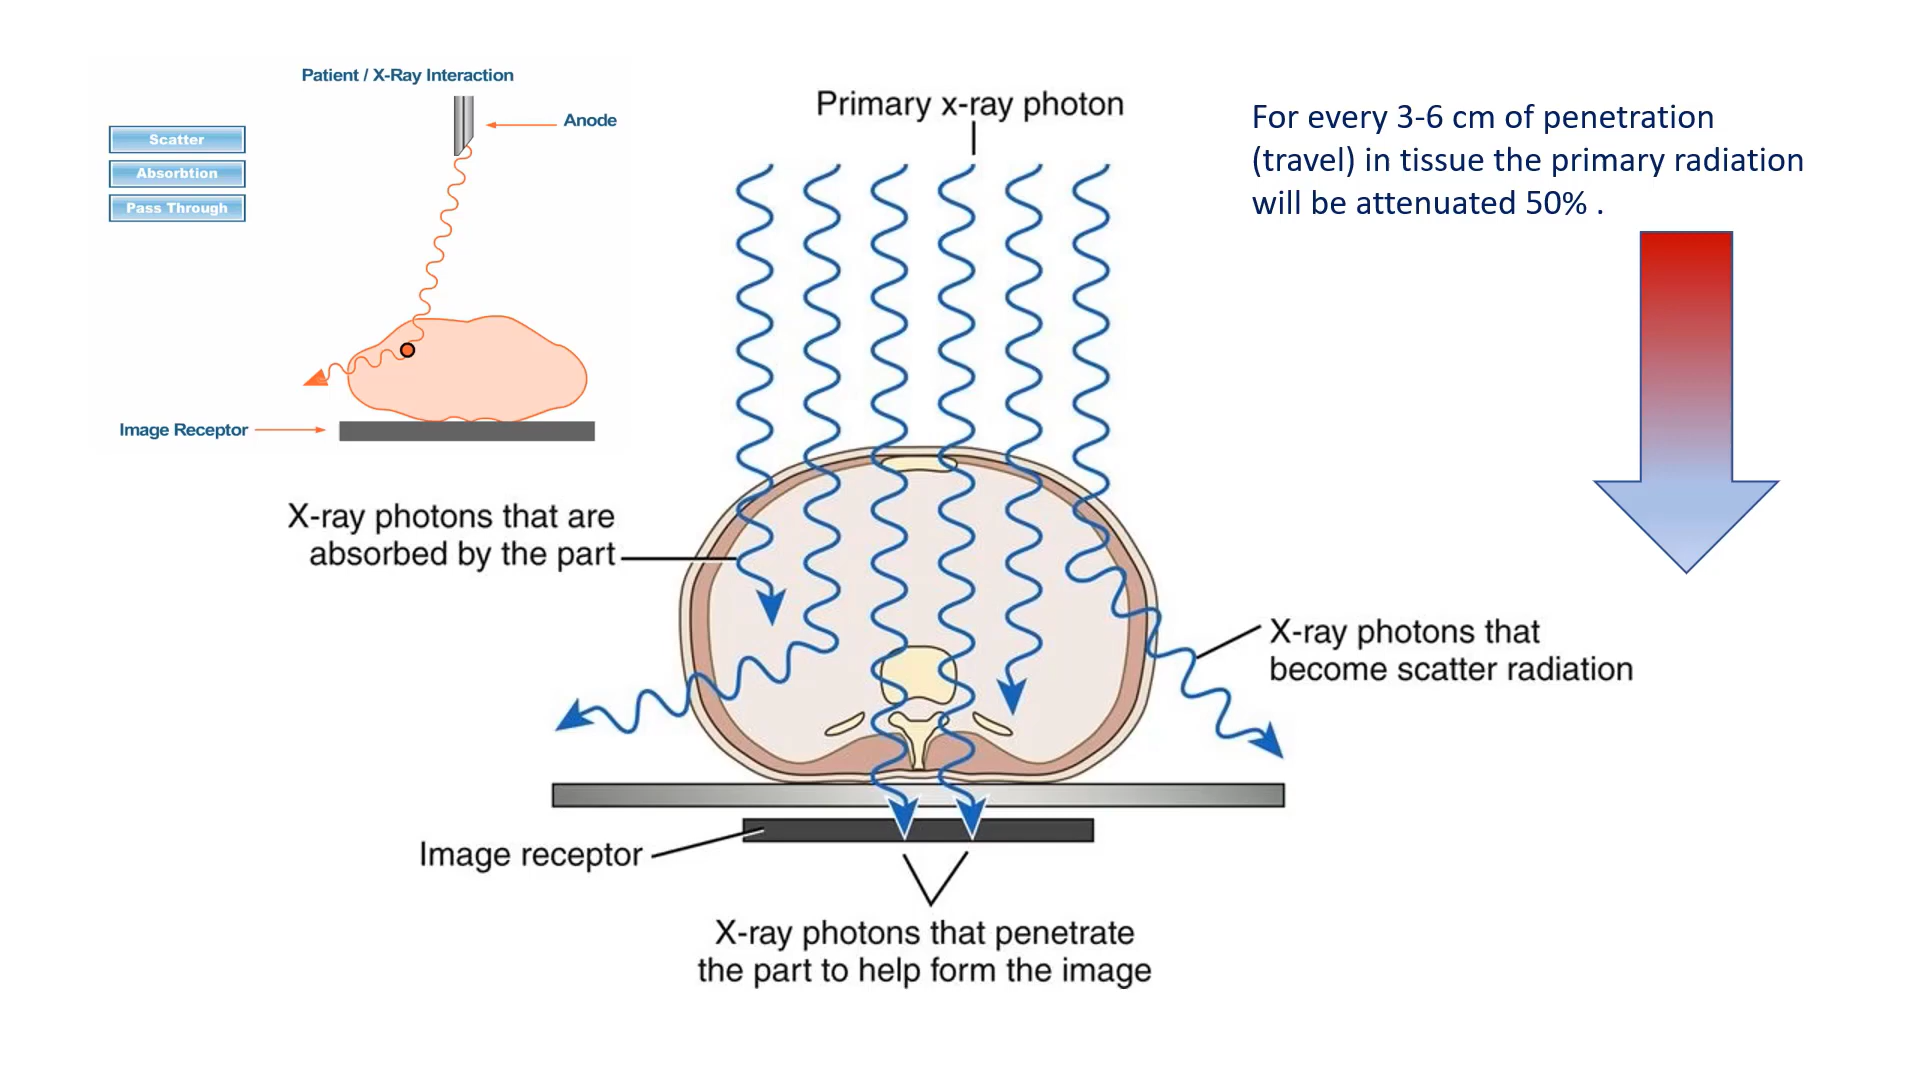 Patient / X-Ray Interaction
Anode
Scatter
Absorbtion
Pass Through
Image Receptor
Primary x-ray photon
For every 3-6 cm of penetration
(travel) in tissue the primary radiation
will be attenuated 50% .
X-ray photons that are
absorbed by the part
X-ray photons that
become scatter radiation
Image receptor
X-ray photons that penetrate
the part to help form the image